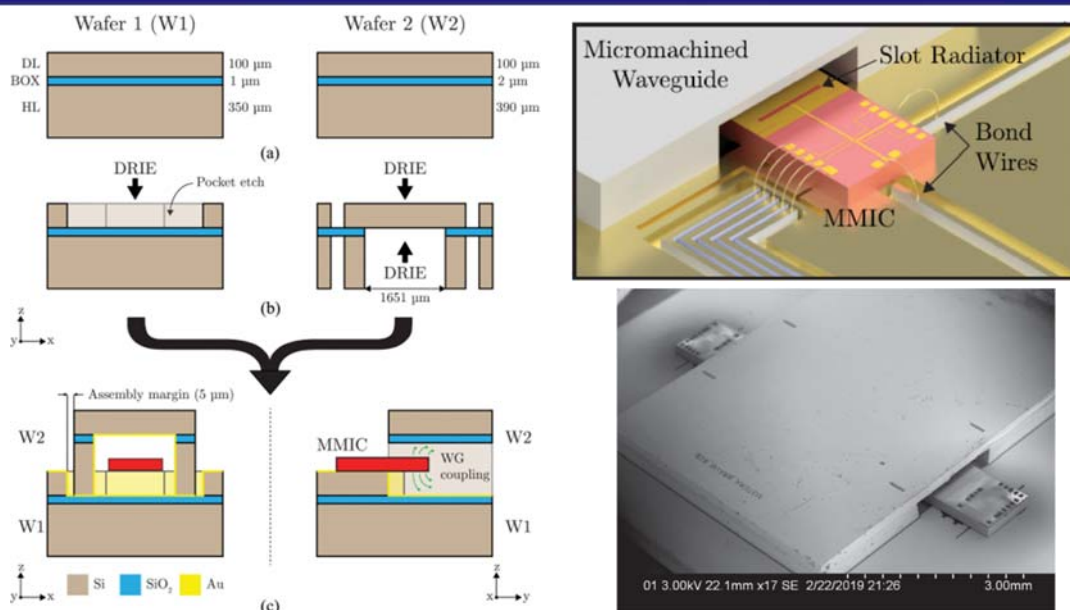 Wafer 1 (W1)
Wafer 2 (W2)
DL
BOX
HL
100 μm
1 μm
350 μm
100 μm
2 μm
390 μm
(a)
DRIE
Pocket etch
DRIE
DRIE
1651 μm
(b)
z
y
x
Assembly margin (5 μm)
W2
W1
MMIC
WG
coupling
W2
W1
z
y
x
Si
SiO₂
Au
z
x
y
(c)
Micromachined
Waveguide
Slot Radiator
Bond
Wires
MMIC
01 3.00kV 22.1mm x17 SE 2/22/2019 21:26
3.00mm